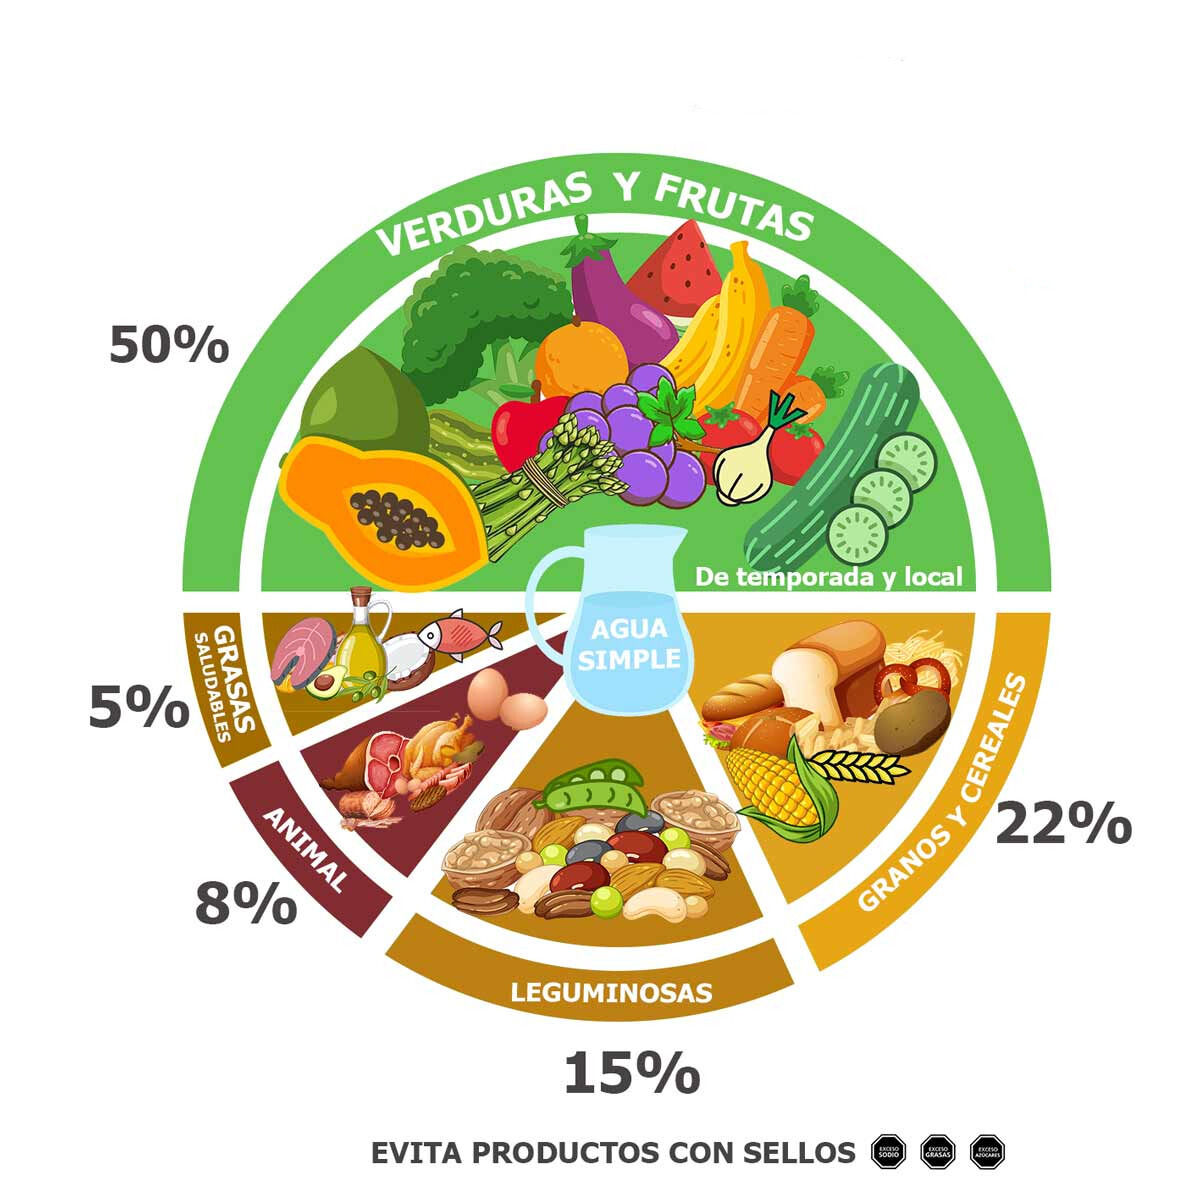 VERDURAS Y FRUTAS
50%
De temporada y local
AGUA
SIMPLE
GRASAS
SALUDABLES
5%
ANIMAL
8%
LEGUMINOSAS
15%
GRANOS Y CEREALES
22%
EVITA PRODUCTOS CON SELLOS
EXCESO
SODIO
EXCESO
GRASAS
EXCESO
AZÚCARES